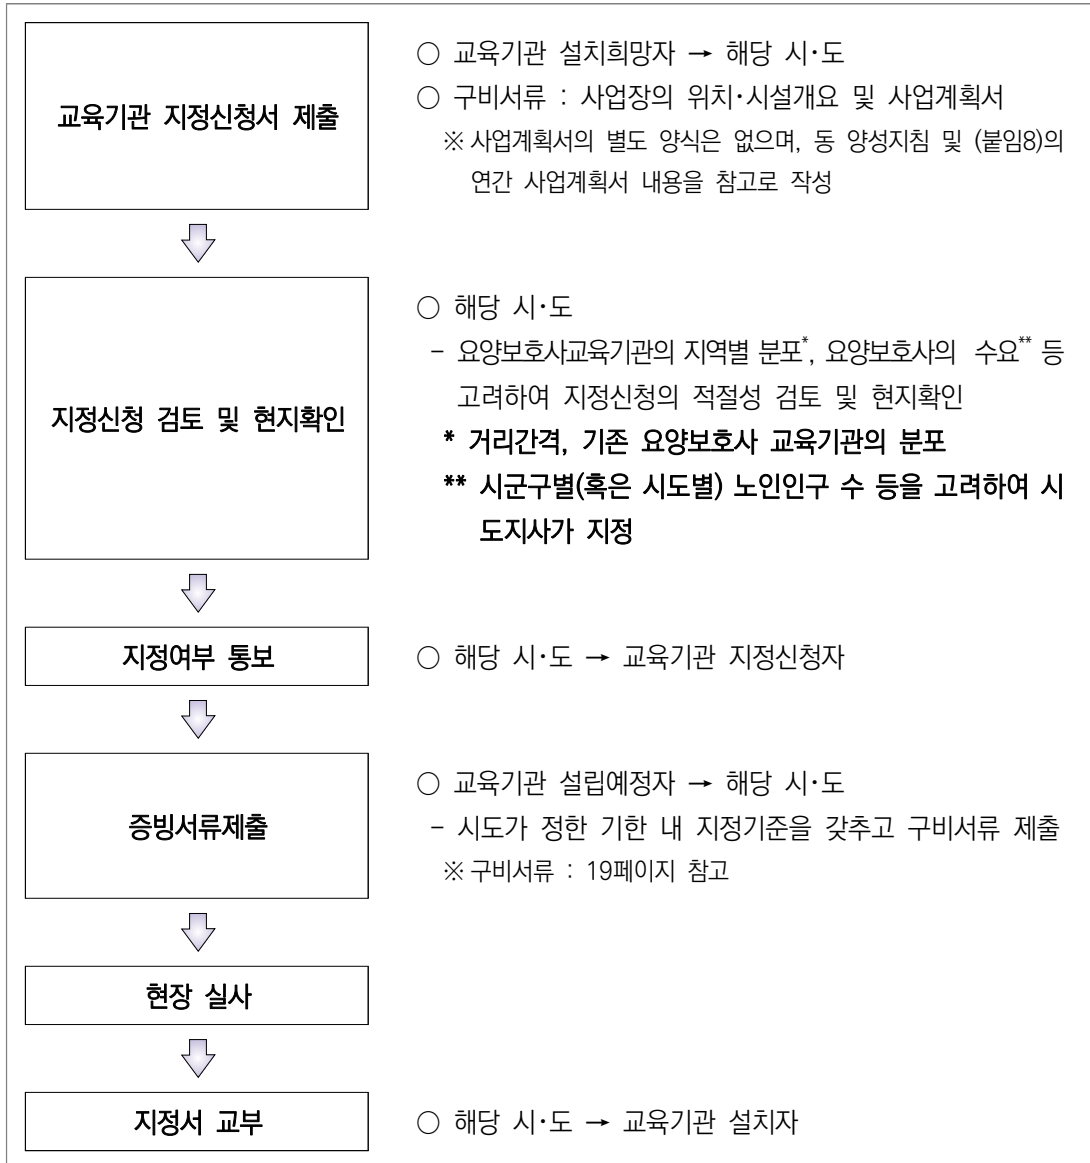 교육기관 지정신청서 제출
○ 교육기관 설치희망자 → 해당 시·도
○ 구비서류 : 사업장의 위치·시설개요 및 사업계획서
※ 사업계획서의 별도 양식은 없으며, 동 양성지침 및 (붙임8)의
연간 사업계획서 내용을 참고로 작성
지정신청 검토 및 현지확인
○ 해당 시·도
- 요양보호사교육기관의 지역별 분포*, 요양보호사의 수요** 등
고려하여 지정신청의 적절성 검토 및 현지확인
* 거리간격, 기존 요양보호사 교육기관의 분포
** 시군구별(혹은 시도별) 노인인구 수 등을 고려하여 시
도지사가 지정
지정여부 통보
○ 해당 시·도 → 교육기관 지정신청자
증빙서류제출
○ 교육기관 설립예정자 → 해당 시·도
- 시도가 정한 기한 내 지정기준을 갖추고 구비서류 제출
※ 구비서류 : 19페이지 참고
현장 실사
지정서 교부
○ 해당 시·도 → 교육기관 설치자